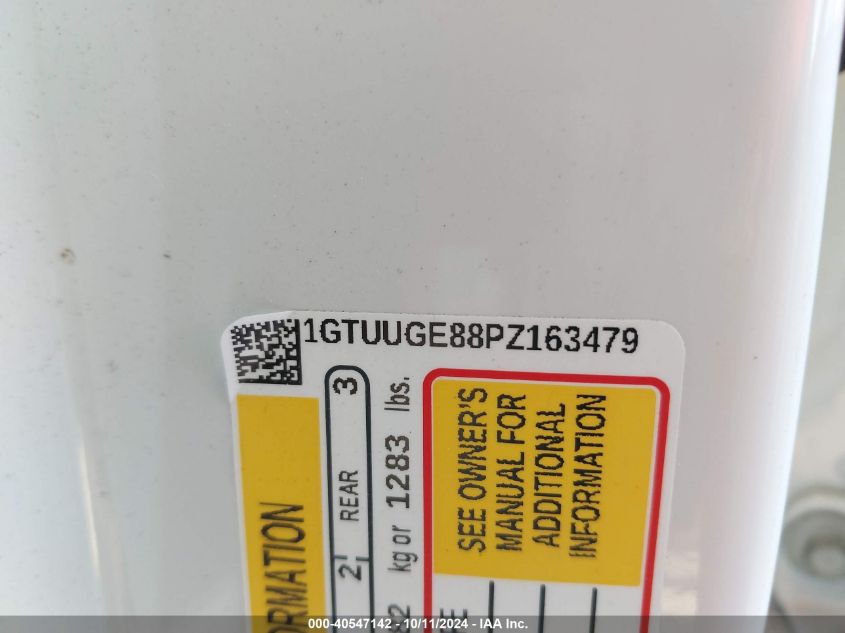 1GTUUGE88PZ163479
3
REAR
2
kg or 1283 lbs.
SEE OWNER'S
MANUAL FOR
ADDITIONAL
INFORMATION
000-40547142 - 10/11/2024 - IAA Inc.